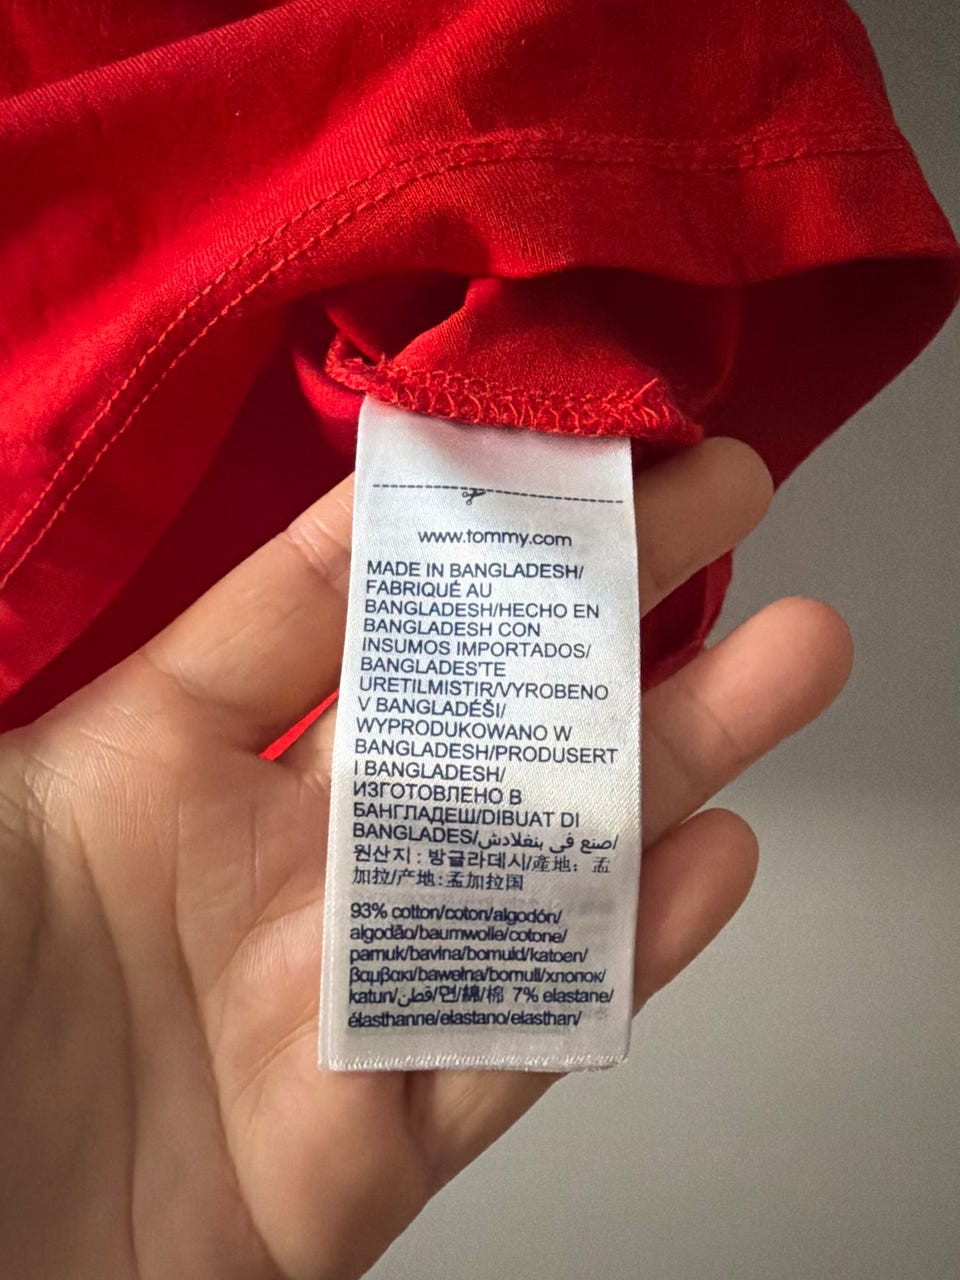 www.tommy.com
MADE IN BANGLADESH/
FABRIQUÉ AU
BANGLADESH/HECHO EN
BANGLADESH CON
INSUMOS IMPORTADOS/
BANGLADES'TE
URETILMISTIR/VYROBENO
V BANGLADÉŠI/
WYPRODUKOWANO W
BANGLADESH/PRODUSERT
I BANGLADESH/
ИЗГОТОВЛЕНО В
БАНГЛАДЕШ/DIBUAT DI
BANGLADES/صنع في بنغلادش/
원산지 : 방글라데시/產地: 孟
加拉/产地:孟加拉国
93% cotton/coton/algodón/
algodão/baumwolle/cotone/
pamuk/bavlna/bomuld/katoen/
βαμβακι/bawełna/bomull/хлопок/
katun/قطن/면/綿/棉 7% elastane/
élasthanne/elastano/elasthan/